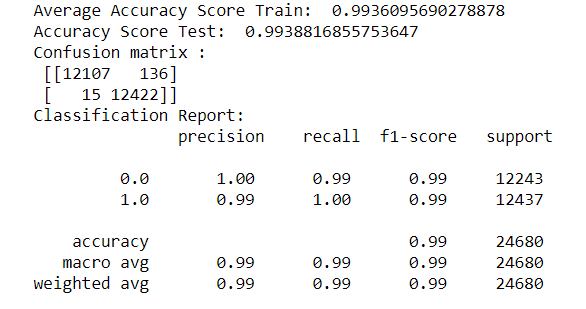 Average Accuracy Score Train:  0.9936095690278878
Accuracy Score Test:  0.9938816855753647
Confusion matrix :
 [[12107   136]
 [   15 12422]]
Classification Report:
              precision    recall  f1-score   support

         0.0       1.00      0.99      0.99     12243
         1.0       0.99      1.00      0.99     12437

    accuracy                           0.99     24680
   macro avg       0.99      0.99      0.99     24680
weighted avg       0.99      0.99      0.99     24680